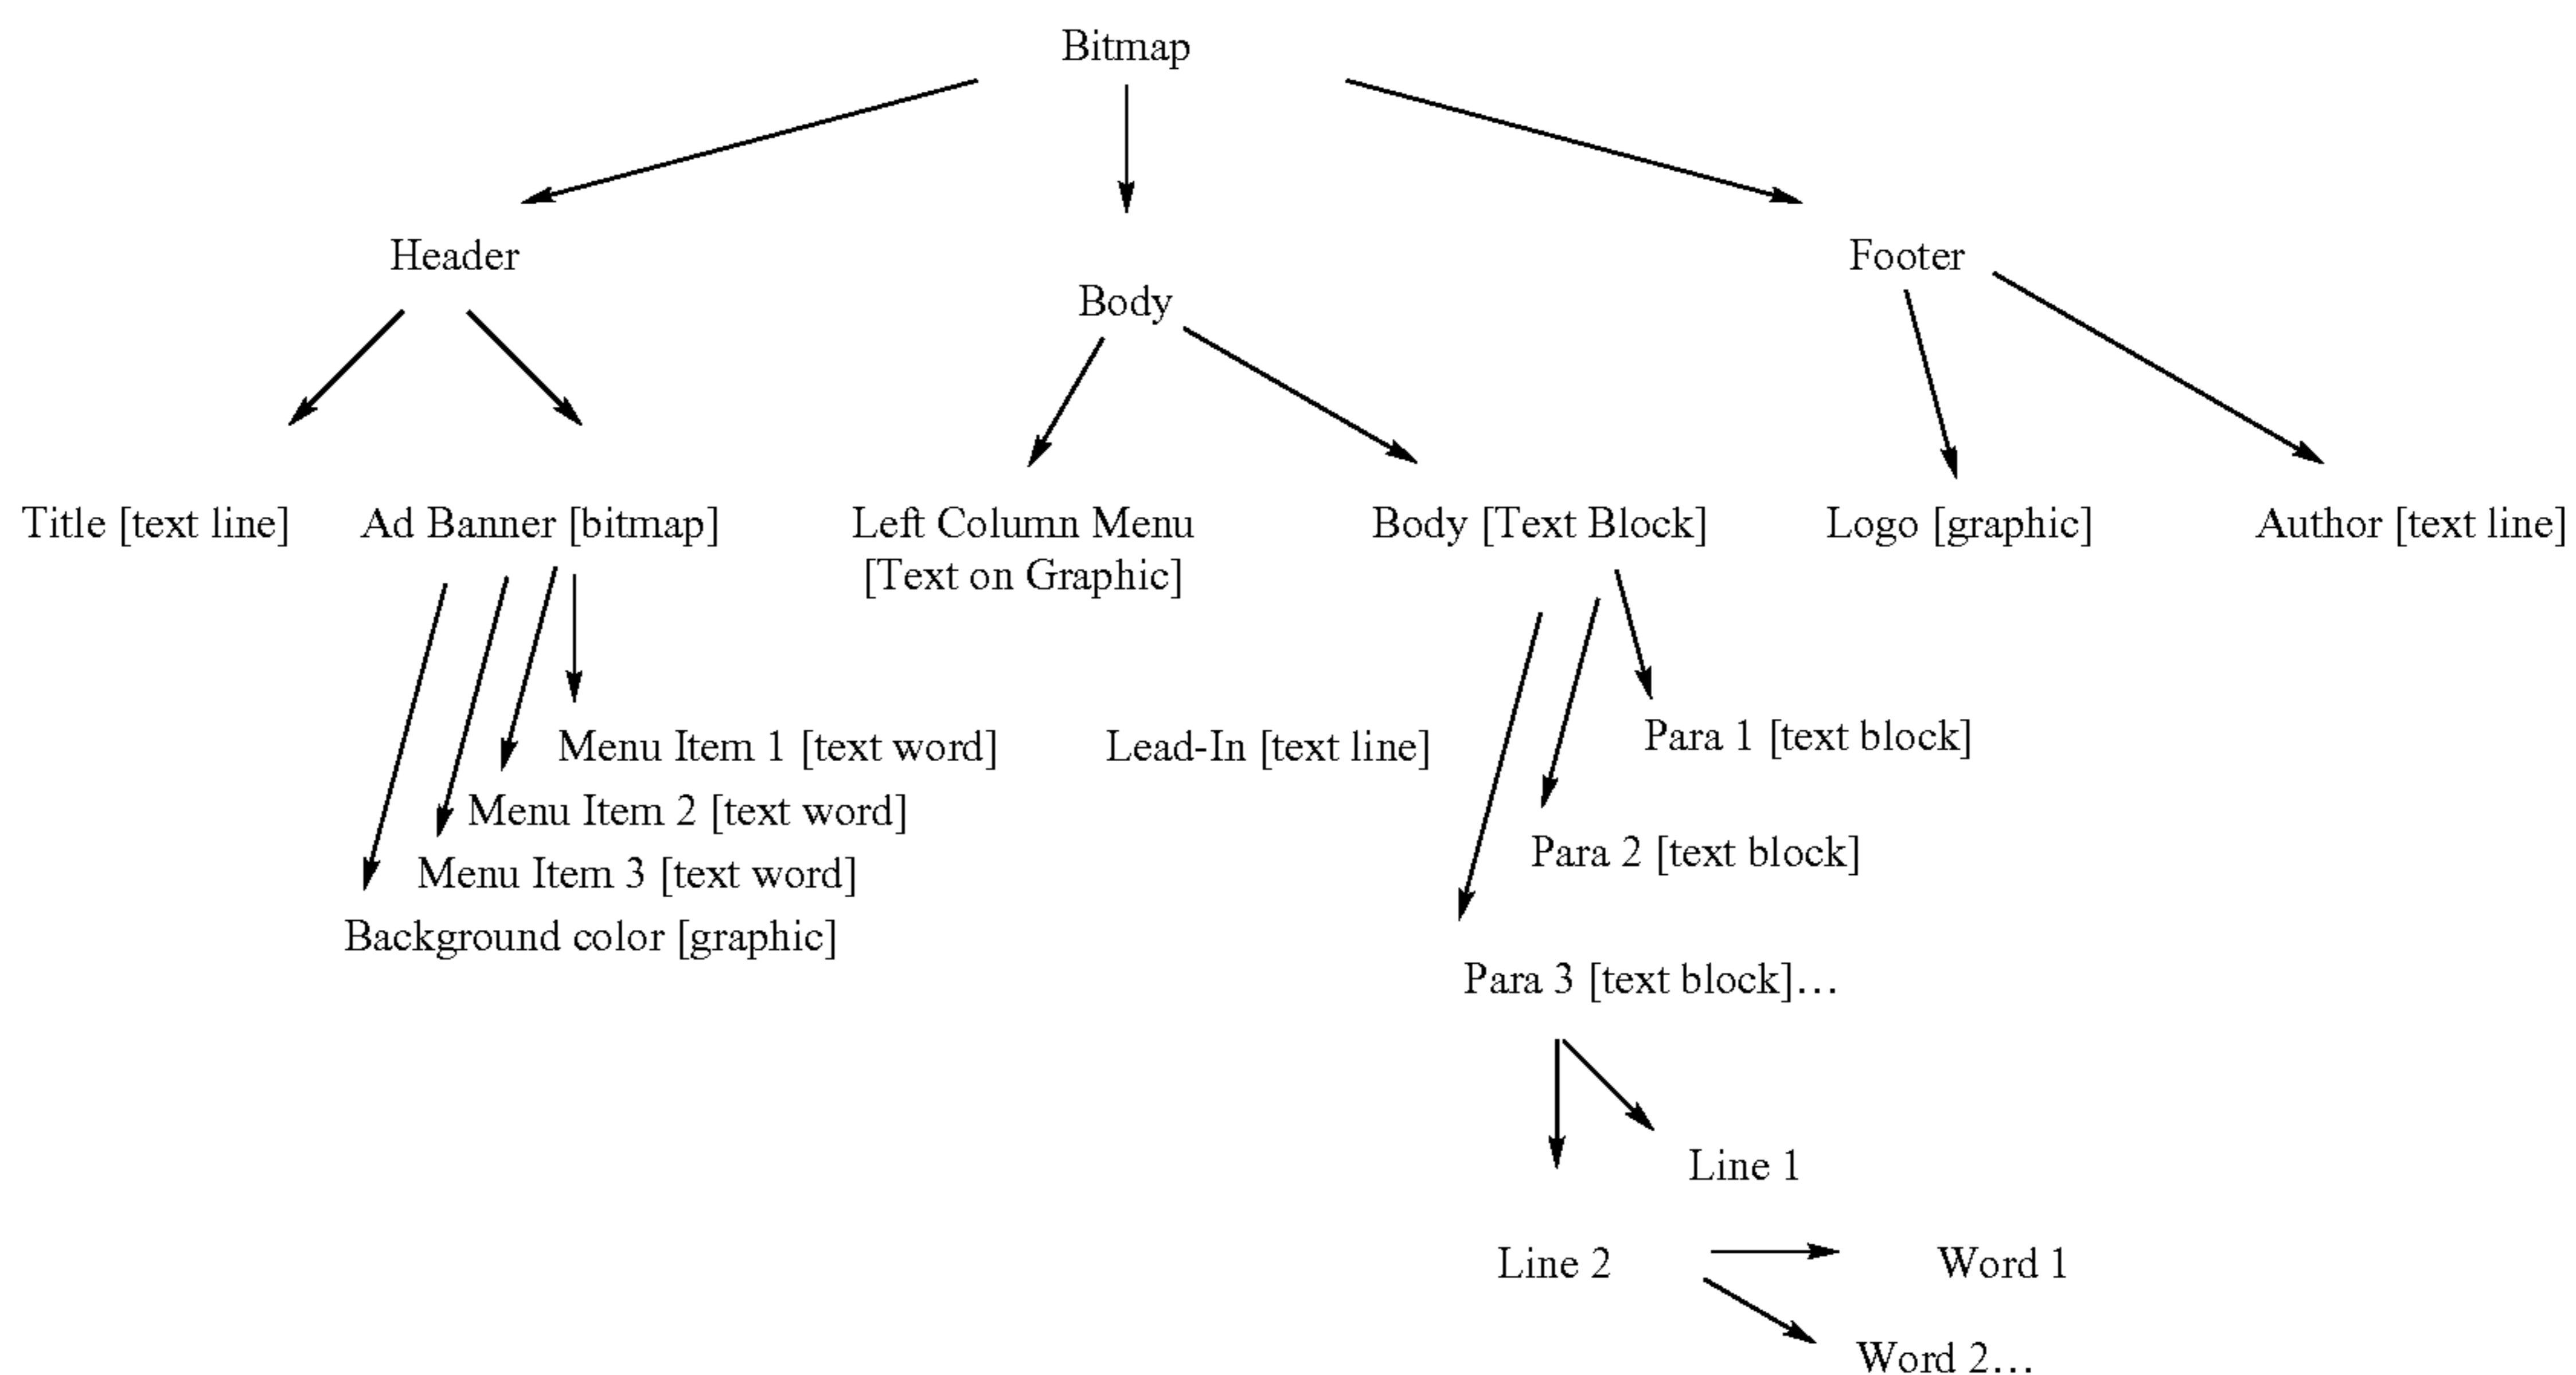 Bitmap
Header
Body
Footer
Title [text line]
Ad Banner [bitmap]
Left Column Menu
[Text on Graphic]
Body [Text Block]
Logo [graphic]
Author [text line]
Menu Item 1 [text word]
Menu Item 2 [text word]
Menu Item 3 [text word]
Background color [graphic]
Lead-In [text line]
Para 1 [text block]
Para 2 [text block]
Para 3 [text block]…
Line 1
Line 2
Word 1
Word 2…